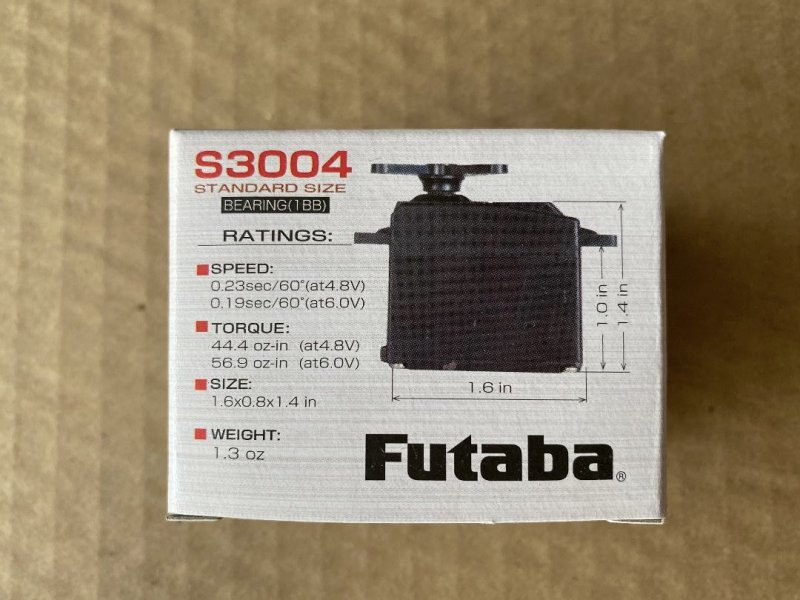 S3004
STANDARD SIZE
BEARING(1BB)
RATINGS:
SPEED:
0.23sec/60°(at4.8V)
0.19sec/60°(at6.0V)
TORQUE:
44.4 oz-in (at4.8V)
56.9 oz-in (at6.0V)
SIZE:
1.6x0.8x1.4 in
WEIGHT:
1.3 oz
1.0 in
1.4 in
1.6 in
Futaba®